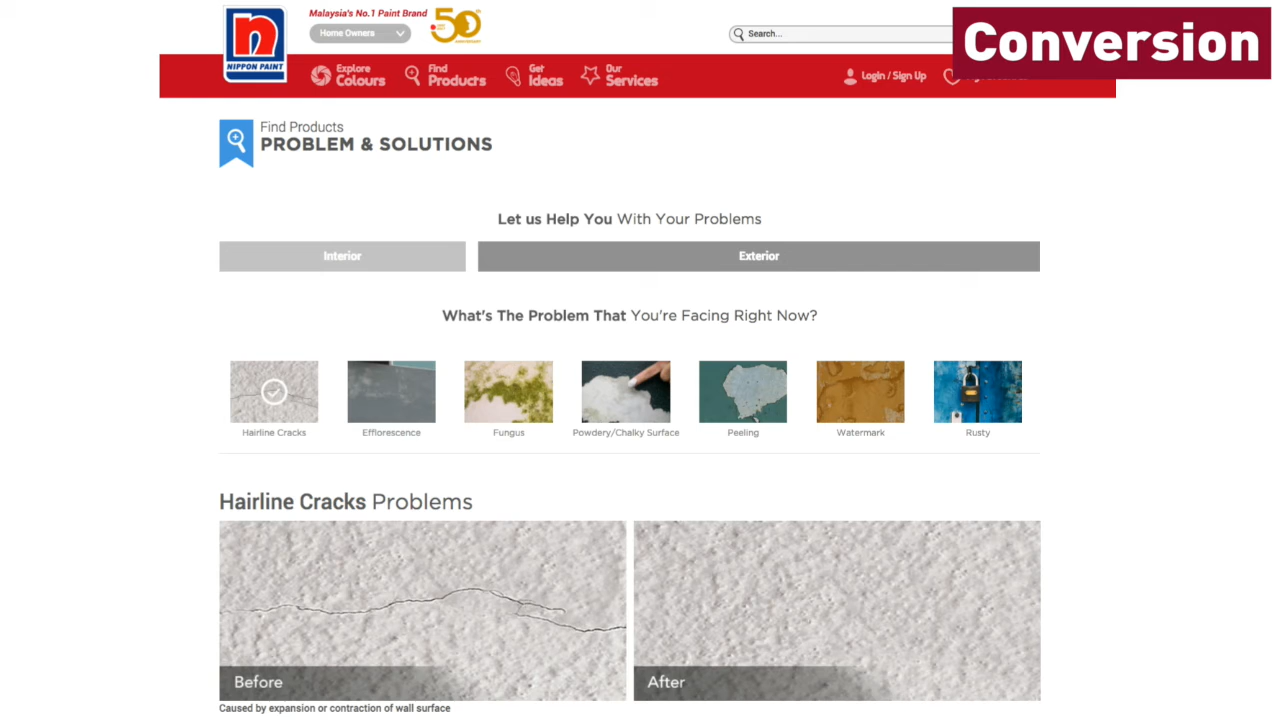 Malaysia's No.1 Paint Brand
50
Home Owners
Search...
Conversion
n
NIPPON PAINT
Explore
Colours
Find
Products
Get
Ideas
Our
Services
Login / Sign Up
Find Products
PROBLEM & SOLUTIONS
Let us Help You With Your Problems
Interior
Exterior
What's The Problem That You're Facing Right Now?
Hairline Cracks
Efflorescence
Fungus
Powdery/Chalky Surface
Peeling
Watermark
Rusty
Hairline Cracks Problems
Before
After
Caused by expansion or contraction of wall surface